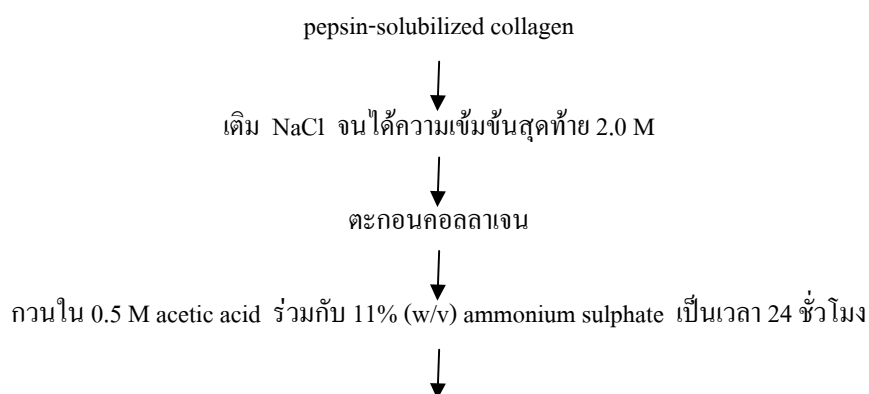 pepsin-solubilized collagen
เติม NaCl จนได้ความเข้มข้นสุดท้าย 2.0 M
ตะกอนคอลลาเจน
กวนใน 0.5 M acetic acid ร่วมกับ 11% (w/v) ammonium sulphate เป็นเวลา 24 ชั่วโมง